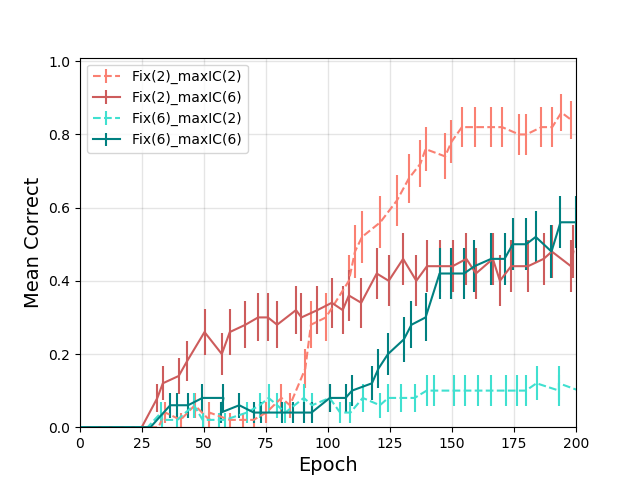 1.0
0.8
0.6
0.4
0.2
0.0
Mean Correct
Fix(2)_maxIC(2)
Fix(2)_maxIC(6)
Fix(6)_maxIC(2)
Fix(6)_maxIC(6)
0 25 50 75 100 125 150 175 200
Epoch